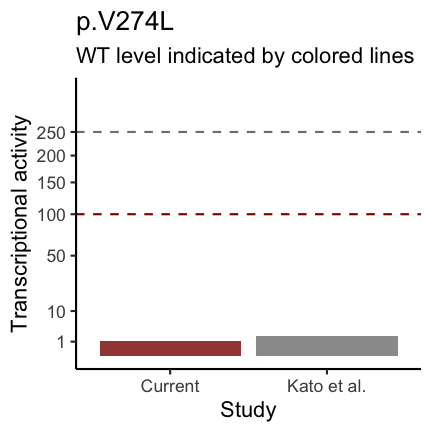 p.V274L
WT level indicated by colored lines
Transcriptional activity
250
200
150
100
50
10
1
Current
Kato et al.
Study